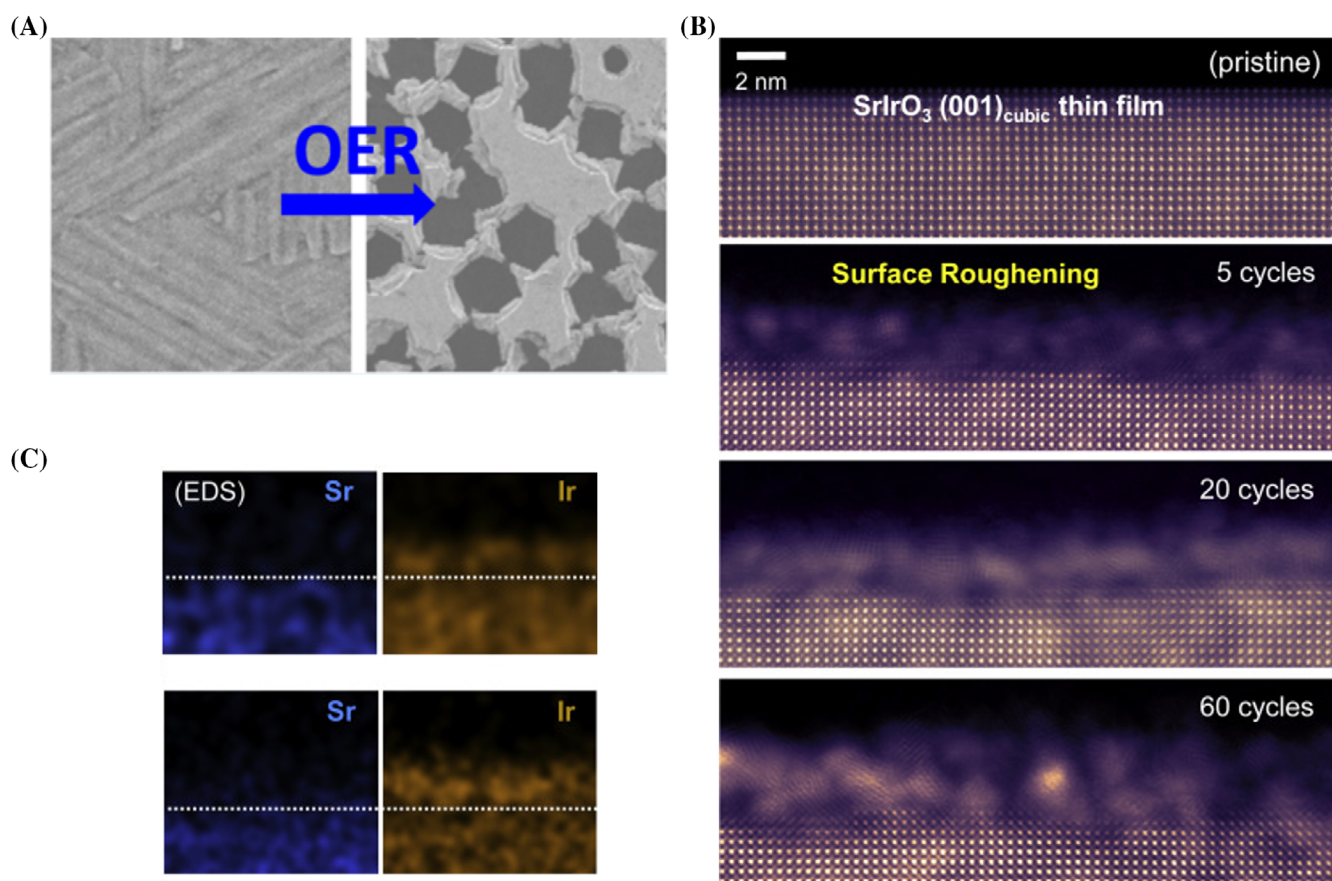 (A)
OER
(B)
2 nm
(pristine)
SrIrO₃ (001)cubic thin film
Surface Roughening
5 cycles
20 cycles
60 cycles
(C)
(EDS)
Sr
Ir
Sr
Ir